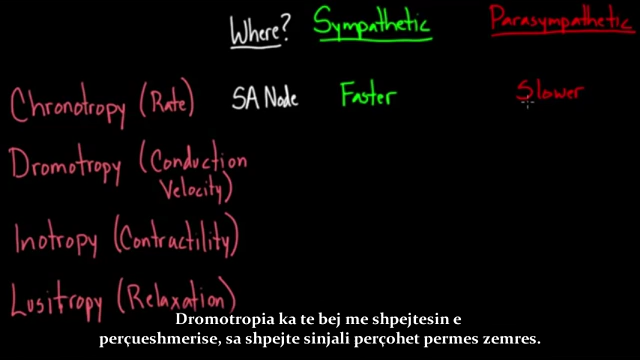 Where? Sympathetic Parasympathetic
Chronotropy (Rate) SA Node Faster Slower
Dromotropy (Conduction
Velocity)
Inotropy (Contractility)
Lusitropy (Relaxation)
Dromotropia ka te bej me shpejtesin e
perçueshmerise, sa shpejte sinjali perçohet permes zemres.